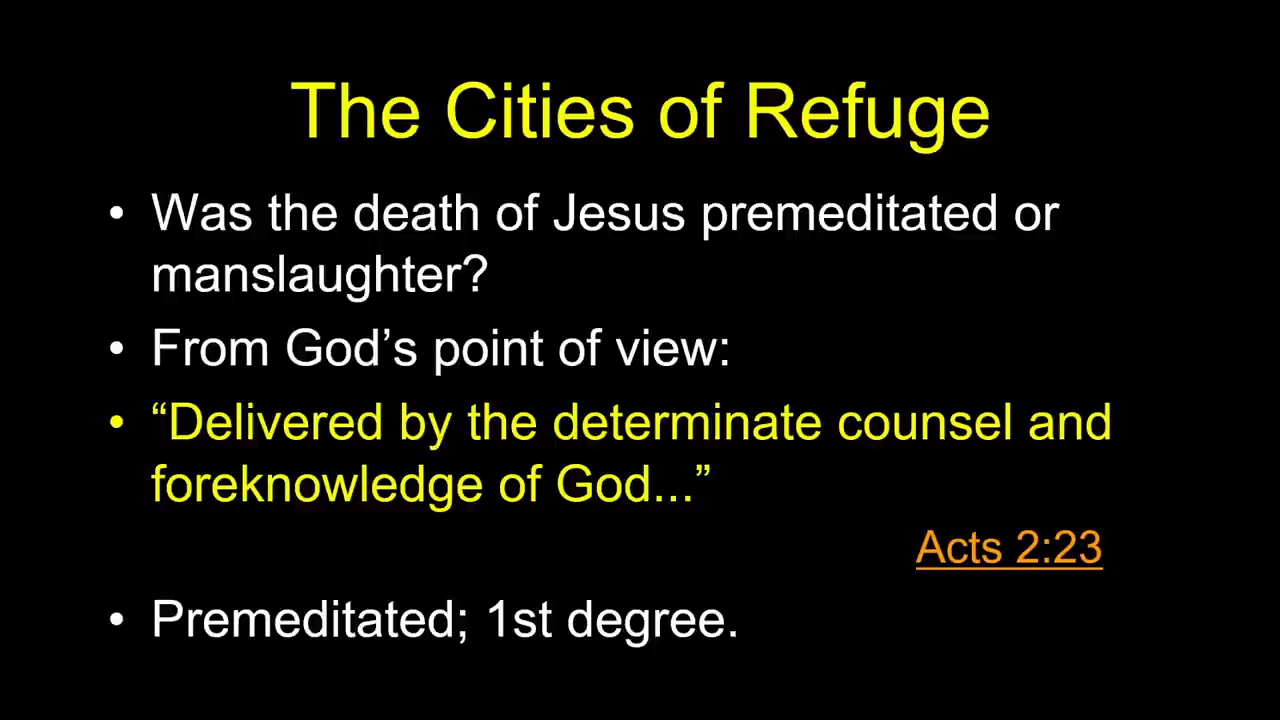 The Cities of Refuge
• Was the death of Jesus premeditated or
manslaughter?
• From God’s point of view:
• “Delivered by the determinate counsel and
foreknowledge of God...”
Acts 2:23
• Premeditated; 1st degree.